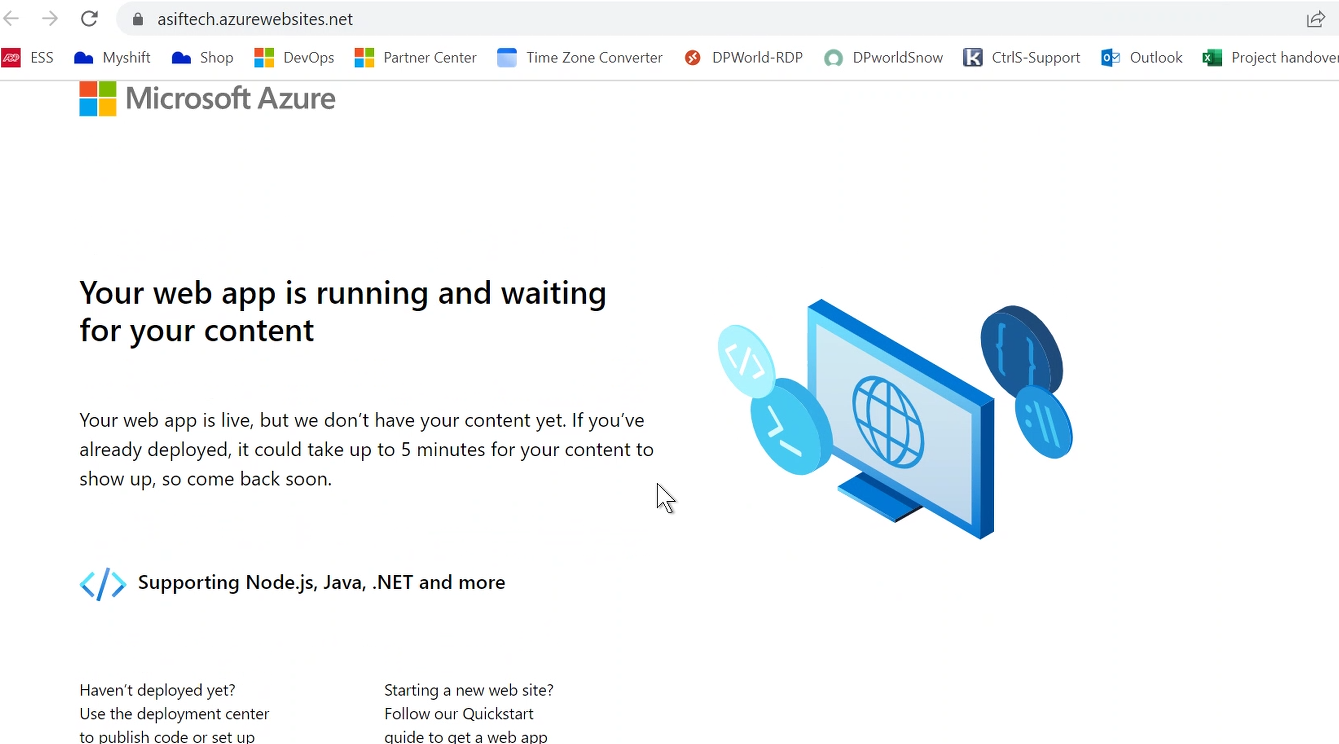 asiftech.azurewebsites.net
ESS Myshift Shop DevOps Partner Center Time Zone Converter DPWorld-RDP DPworldSnow CtrlS-Support Outlook Project handover
Microsoft Azure
Your web app is running and waiting
for your content
Your web app is live, but we don’t have your content yet. If you’ve
already deployed, it could take up to 5 minutes for your content to
show up, so come back soon.
</> Supporting Node.js, Java, .NET and more
Haven’t deployed yet?
Use the deployment center
to publish code or set up
Starting a new web site?
Follow our Quickstart
guide to get a web app